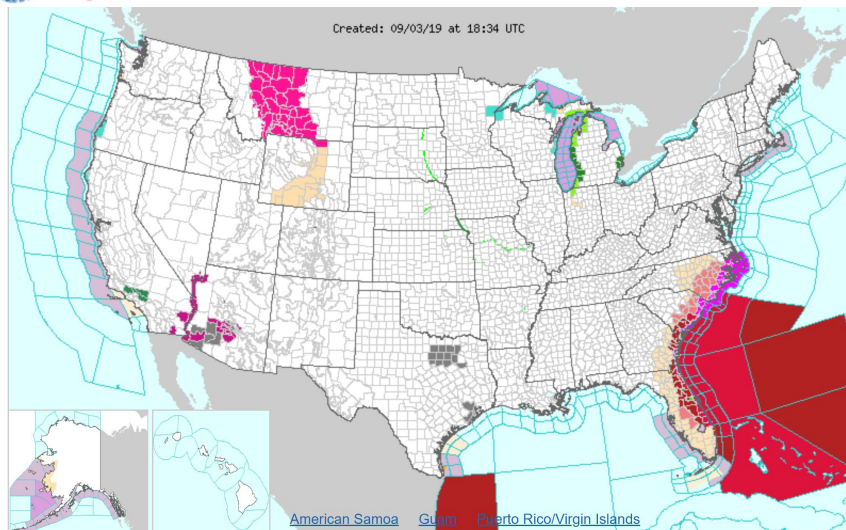 Created: 09/03/19 at 18:34 UTC
American Samoa Guam Puerto Rico/Virgin Islands